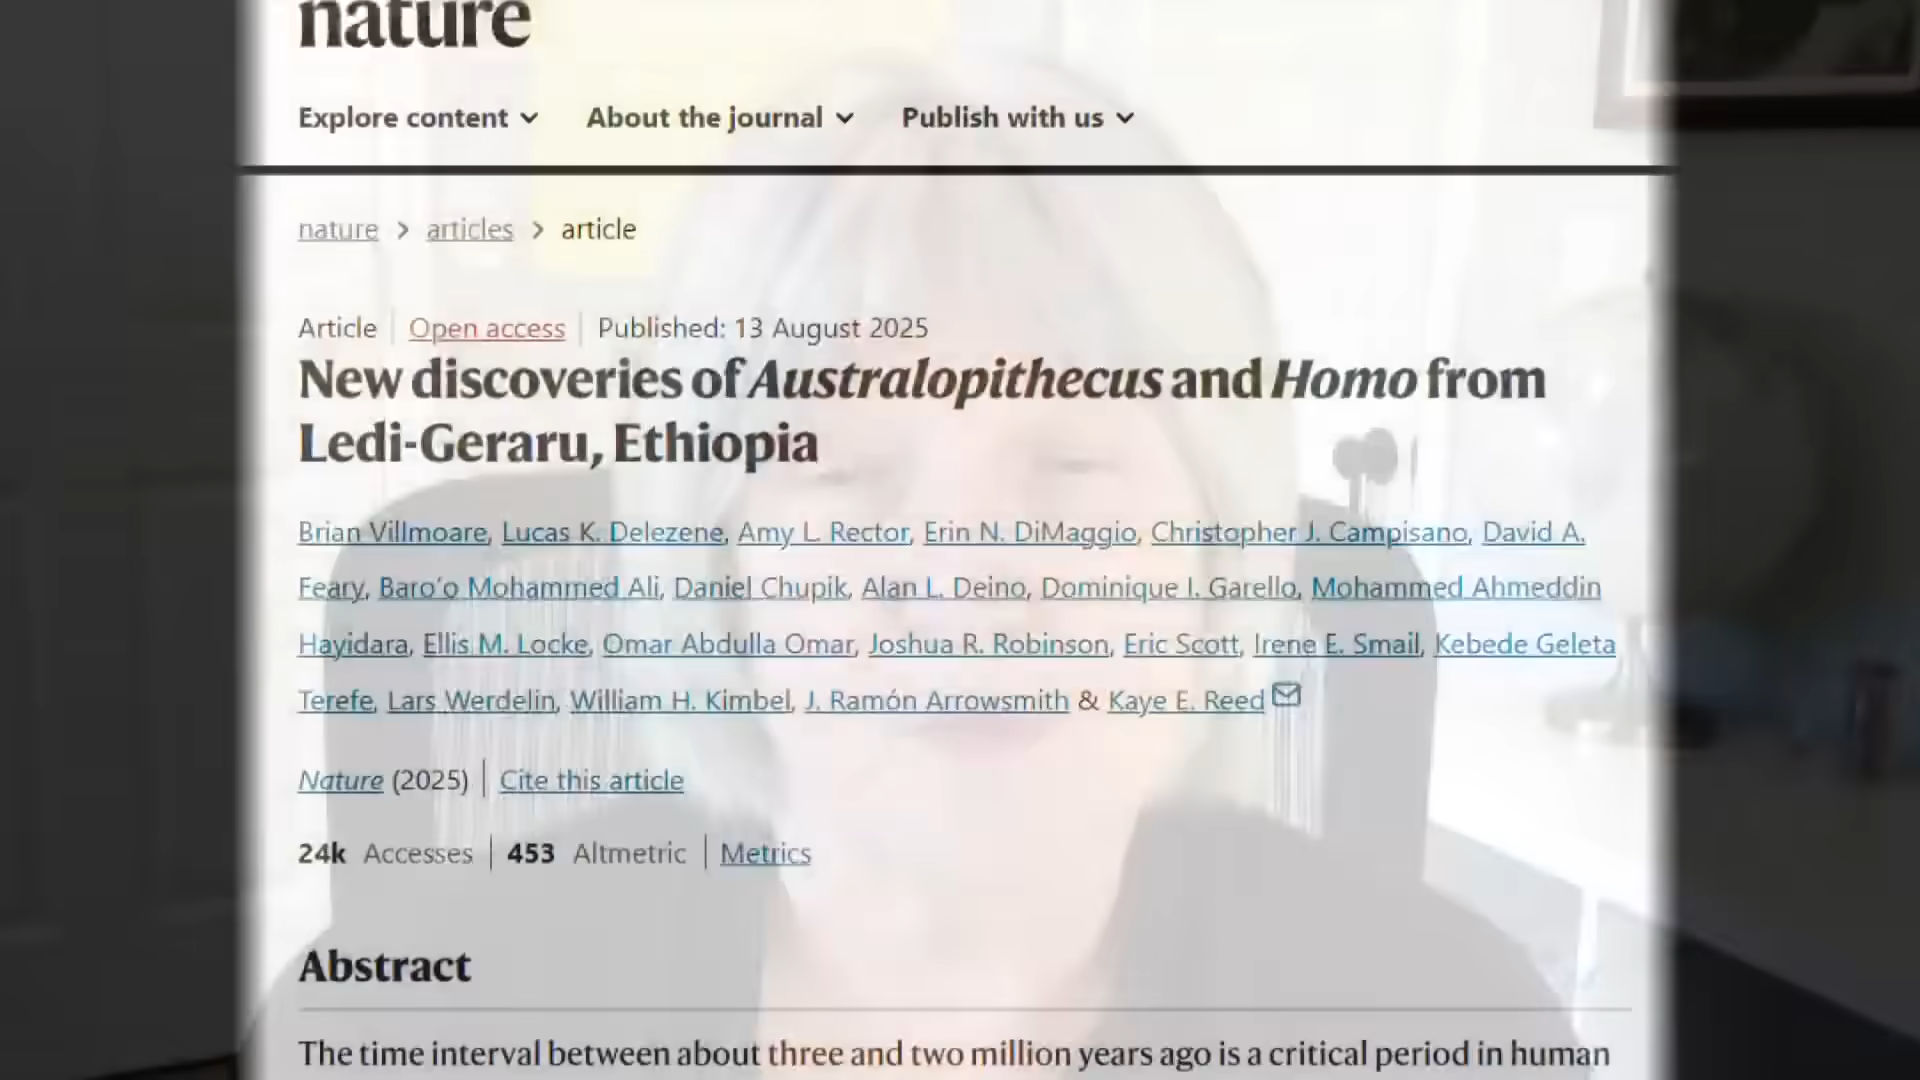 nature
Explore content About the journal Publish with us
nature > articles > article
Article | Open access | Published: 13 August 2025
New discoveries of Australopithecus and Homo from
Ledi-Geraru, Ethiopia
Brian Villmoare, Lucas K. Delezene, Amy L. Rector, Erin N. DiMaggio, Christopher J. Campisano, David A.
Feary, Baro’o Mohammed Ali, Daniel Chupik, Alan L. Deino, Dominique I. Garello, Mohammed Ahmeddin
Hayidara, Ellis M. Locke, Omar Abdulla Omar, Joshua R. Robinson, Eric Scott, Irene E. Smail, Kebede Geleta
Terefe, Lars Werdelin, William H. Kimbel, J. Ramón Arrowsmith & Kaye E. Reed
Nature (2025) | Cite this article
24k Accesses | 453 Altmetric | Metrics
Abstract
The time interval between about three and two million years ago is a critical period in human